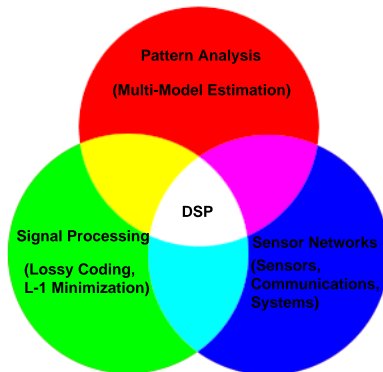 Pattern Analysis
(Multi-Model Estimation)
DSP
Signal Processing
(Lossy Coding,
L-1 Minimization)
Sensor Networks
(Sensors,
Communications,
Systems)